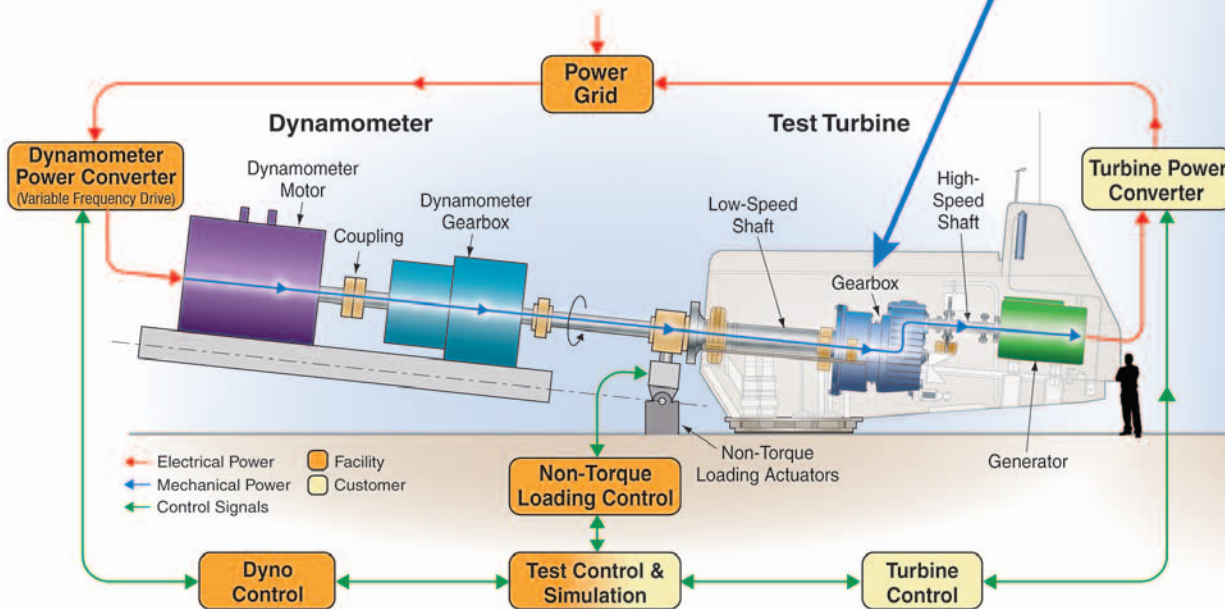 Power
Grid
Dynamometer
Test Turbine
Dynamometer
Power Converter
(Variable Frequency Drive)
Turbine Power
Converter
Dynamometer
Motor
Coupling
Dynamometer
Gearbox
Low-Speed
Shaft
Gearbox
High-
Speed
Shaft
Electrical Power
Mechanical Power
Control Signals
Facility
Customer
Non-Torque
Loading Control
Non-Torque
Loading Actuators
Generator
Dyno
Control
Test Control &
Simulation
Turbine
Control